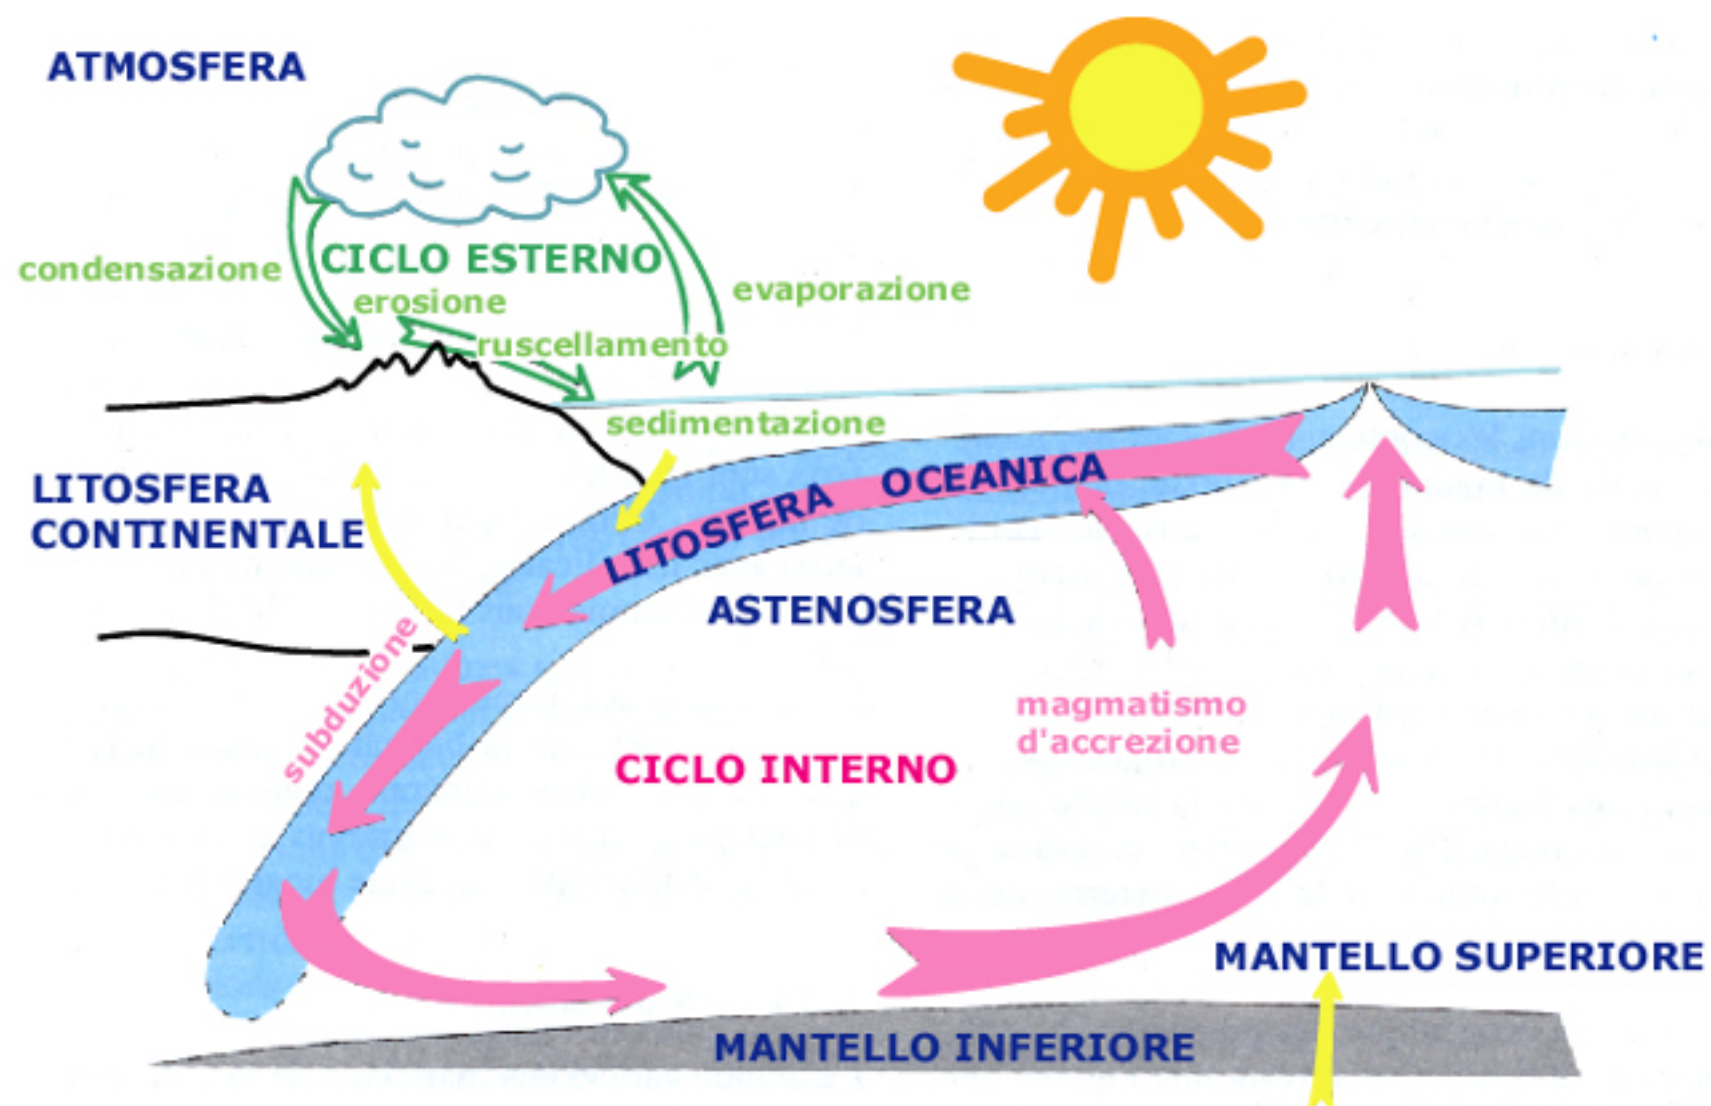 ATMOSFERA
CICLO ESTERNO
condensazione
erosione
evaporazione
ruscellamento
sedimentazione
LITOSFERA
CONTINENTALE
LITOSFERA OCEANICA
ASTENOSFERA
subduzione
magmatismo
d'accrezione
CICLO INTERNO
MANTELLO SUPERIORE
MANTELLO INFERIORE